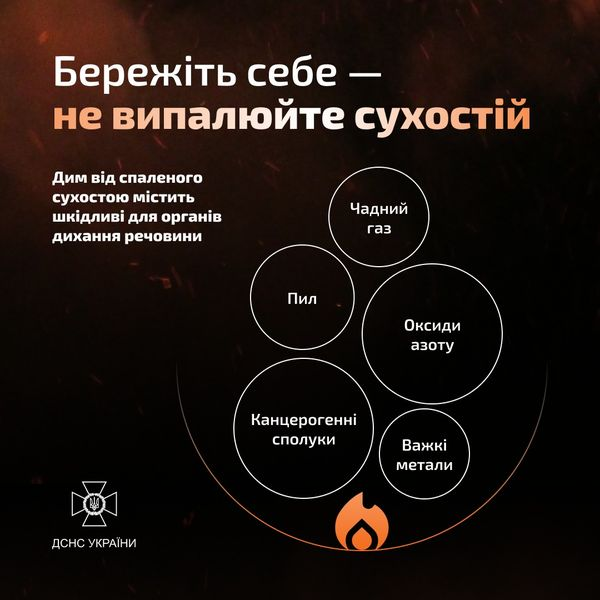 Бережіть себе —
не випалюйте сухостій
Дим від спаленого
сухостою містить
шкідливі для органів
дихання речовини
Чадний
газ
Пил
Оксиди
азоту
Канцерогенні
сполуки
Важкі
метали
ДСНС УКРАЇНИ